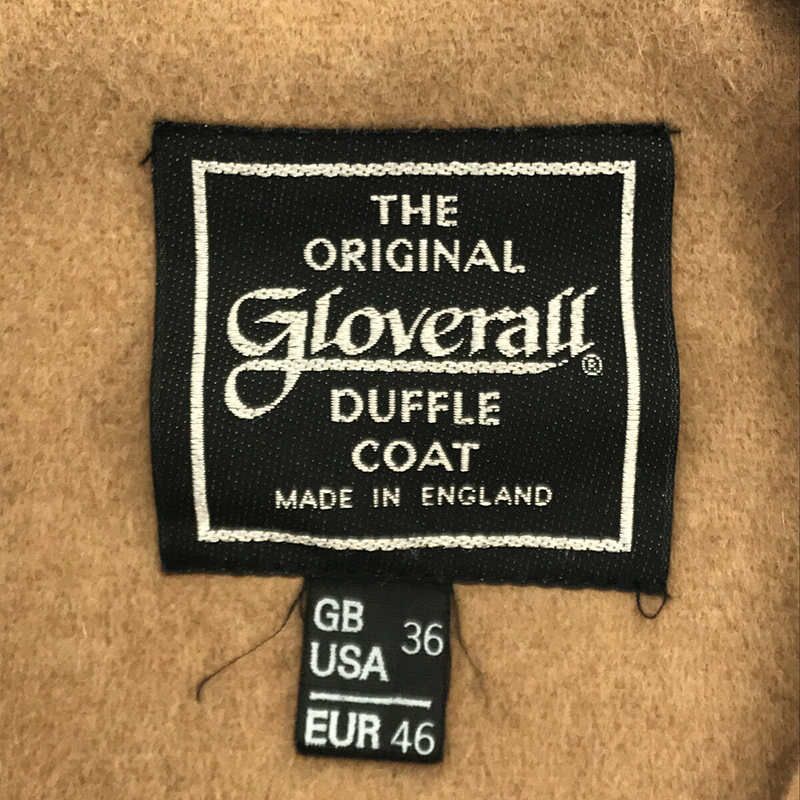 THE
ORIGINAL
Gloverall®
DUFFLE
COAT
MADE IN ENGLAND
GB
USA 36
EUR 46